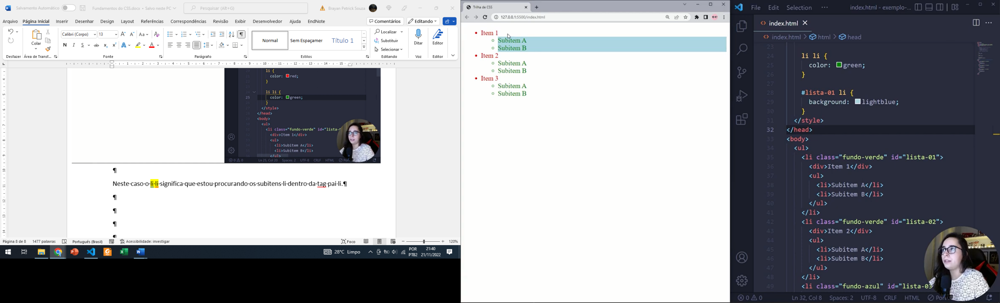 Salvamento Automático
Fundamentos do CSS.docx • Salvo neste PC
Pesquisar (Alt+G)
Brayan Petrick Souza
Arquivo Página Inicial Inserir Desenhar Design Layout Referências Correspondências Revisão Exibir Desenvolvedor Ajuda EndNote
Comentários Editando
Calibri (Corpo) 13
Colar
Normal Sem Espaçamer Título 1
Localizar
Substituir
Selecionar
Ditar Editor
Desfazer Área de Transf... Fonte Parágrafo Estilos Editando Voz Editor
li {
21 color: red;
22 }
23
24 li li {
25 color: green;
26 }
27 </style>
28 </head>
29 <body>
<ul>
<li class="fundo-verde" id="lista-
<div>Item 1</div>
<ul>
<li>Subitem A</li>
<li>Subitem B</li>
</ul>
Ln 25, Col 20 Spaces: 2 UTF-8 CRLF HTML
¶
Neste·caso·o·li·li·significa·que·estou·procurando·os·subitens·li·dentro·da·tag·pai·li.¶
¶
¶
¶
¶
Página 8 de 8 1477 palavras Português (Brasil) Acessibilidade: investigar Foco 120%
28°C Limpo POR PTB2 21:40 21/11/2022
Trilha de CSS
127.0.0.1:5500/index.html
• Item 1
Subitem A
Subitem B
• Item 2
Subitem A
Subitem B
• Item 3
Subitem A
Subitem B
File Edit Selection ··· index.html - exemplo-...
index.html
index.html > html > head
23
24 li li {
25 color: green;
26 }
27
28 #lista-01 li {
29 background: lightblue;
30 }
31 </style>
32 </head>
33 <body>
34 <ul>
35 <li class="fundo-verde" id="lista-01">
36 <div>Item 1</div>
37 <ul>
38 <li>Subitem A</li>
39 <li>Subitem B</li>
40 </ul>
41 </li>
42 <li class="fundo-verde" id="lista-02">
43 <div>Item 2</div>
44 <ul>
45 <li>Subitem A</li>
46 <li>Subitem B</li>
47 </ul>
48 </li>
49 <li class="fundo-azul" id="lista-03
0 0 Ln 32, Col 8 Spaces: 2 UTF-8 CRLF HTML